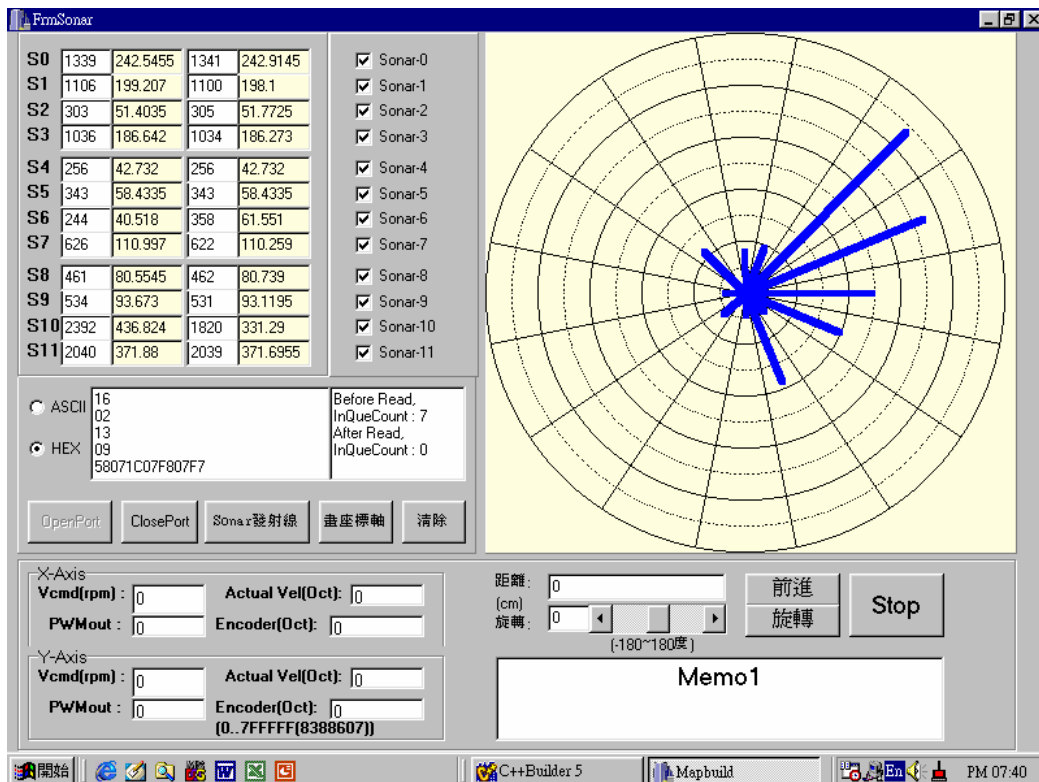 FrmSonar
S0 1339 242.5455 1341 242.9145 Sonar-0
S1 1106 199.207 1100 198.1 Sonar-1
S2 303 51.4035 305 51.7725 Sonar-2
S3 1036 186.642 1034 186.273 Sonar-3
S4 256 42.732 256 42.732 Sonar-4
S5 343 58.4335 343 58.4335 Sonar-5
S6 244 40.518 358 61.551 Sonar-6
S7 626 110.997 622 110.259 Sonar-7
S8 461 80.5545 462 80.739 Sonar-8
S9 534 93.673 531 93.1195 Sonar-9
S10 2392 436.824 1820 331.29 Sonar-10
S11 2040 371.88 2039 371.6955 Sonar-11
ASCII
HEX
16
02
13
09
58071C07F807F7
Before Read,
InQueCount : 7
After Read,
InQueCount : 0
OpenPort ClosePort Sonar發射線 畫座標軸 清除
X-Axis
Vcmd(rpm) : 0 Actual Vel(Oct): 0
PWMout : 0 Encoder(Oct): 0
Y-Axis
Vcmd(rpm) : 0 Actual Vel(Oct): 0
PWMout : 0 Encoder(Oct): 0
(0..7FFFFF(8388607))
距離: 0
(cm)
旋轉: 0
(-180~180度)
前進
旋轉
Stop
Memo1
開始 C++Builder 5 Mapbuild En PM 07:40